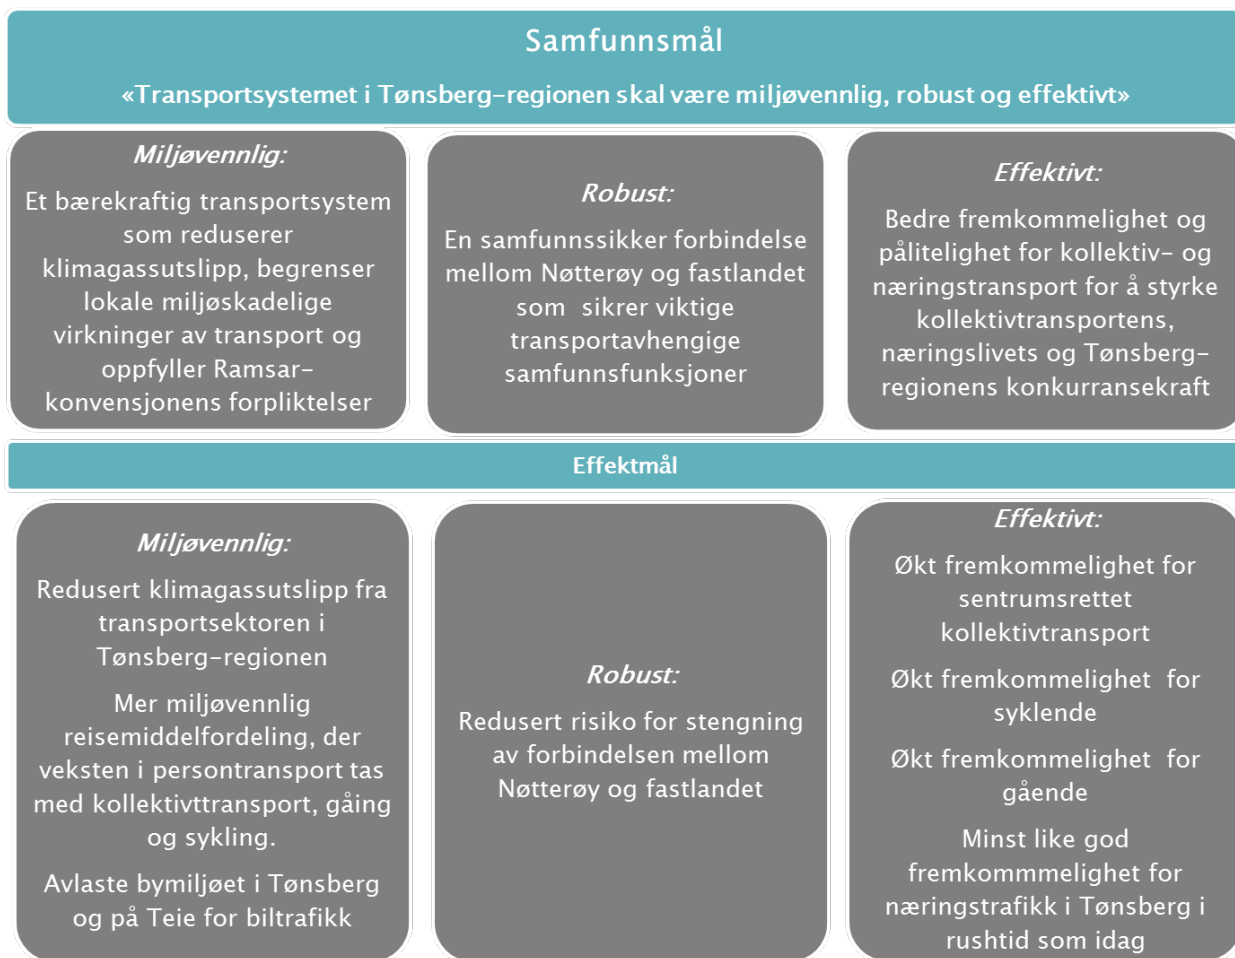 Samfunnsmål
«Transportsystemet i Tønsberg-regionen skal være miljøvennlig, robust og effektivt»
Miljøvennlig:
Et bærekraftig transportsystem
som reduserer
klimagassutslipp, begrenser
lokale miljøskadelige
virkninger av transport og
oppfyller Ramsar-
konvensjonens forpliktelser
Robust:
En samfunnssikker forbindelse
mellom Nøtterøy og fastlandet
som sikrer viktige
transportavhengige
samfunnsfunksjoner
Effektivt:
Bedre fremkommelighet og
pålitelighet for kollektiv- og
næringstransport for å styrke
kollektivtransportens,
næringslivets og Tønsberg-
regionens konkurransekraft
Effektmål
Miljøvennlig:
Redusert klimagassutslipp fra
transportsektoren i
Tønsberg-regionen
Mer miljøvennlig
reisemiddelfordeling, der
veksten i persontransport tas
med kollektivttransport, gåing
og sykling.
Avlaste bymiljøet i Tønsberg
og på Teie for biltrafikk
Robust:
Redusert risiko for stengning
av forbindelsen mellom
Nøtterøy og fastlandet
Effektivt:
Økt fremkommelighet for
sentrumsrettet
kollektivtransport
Økt fremkommelighet for
syklende
Økt fremkommelighet for
gående
Minst like god
fremkommmelighet for
næringstrafikk i Tønsberg i
rushtid som idag